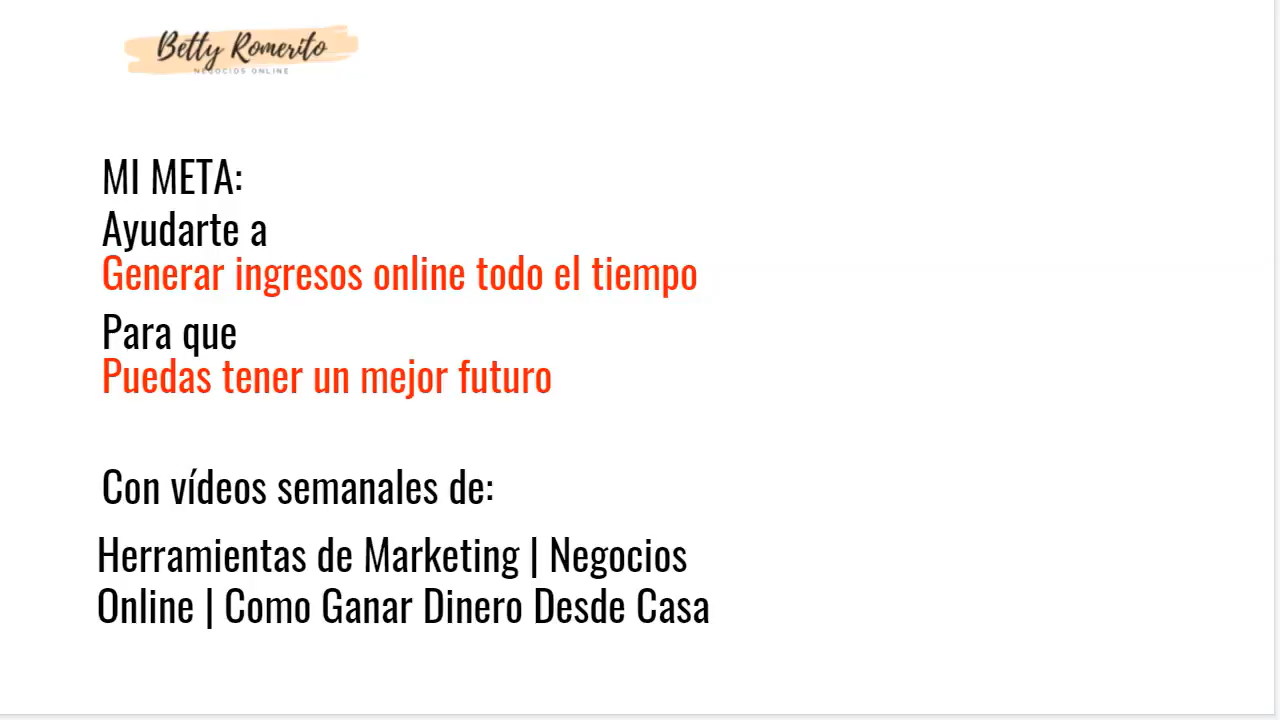 Betty Romerito
NEGOCIOS ONLINE
MI META:
Ayudarte a
Generar ingresos online todo el tiempo
Para que
Puedas tener un mejor futuro
Con vídeos semanales de:
Herramientas de Marketing | Negocios
Online | Como Ganar Dinero Desde Casa